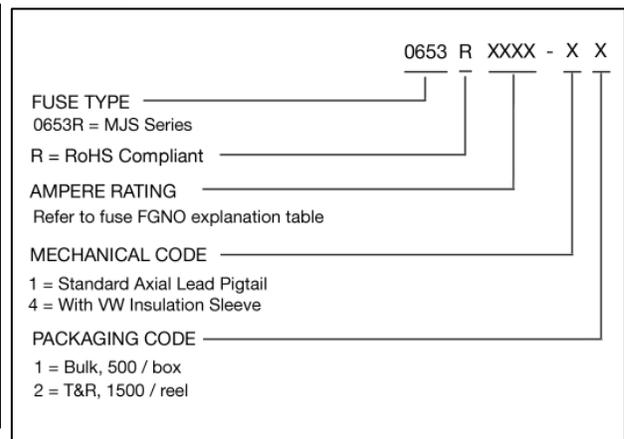 0653 R XXXX - X X
FUSE TYPE
0653R = MJS Series
R = RoHS Compliant
AMPERE RATING
Refer to fuse FGNO explanation table
MECHANICAL CODE
1 = Standard Axial Lead Pigtail
4 = With VW Insulation Sleeve
PACKAGING CODE
1 = Bulk, 500 / box
2 = T&R, 1500 / reel